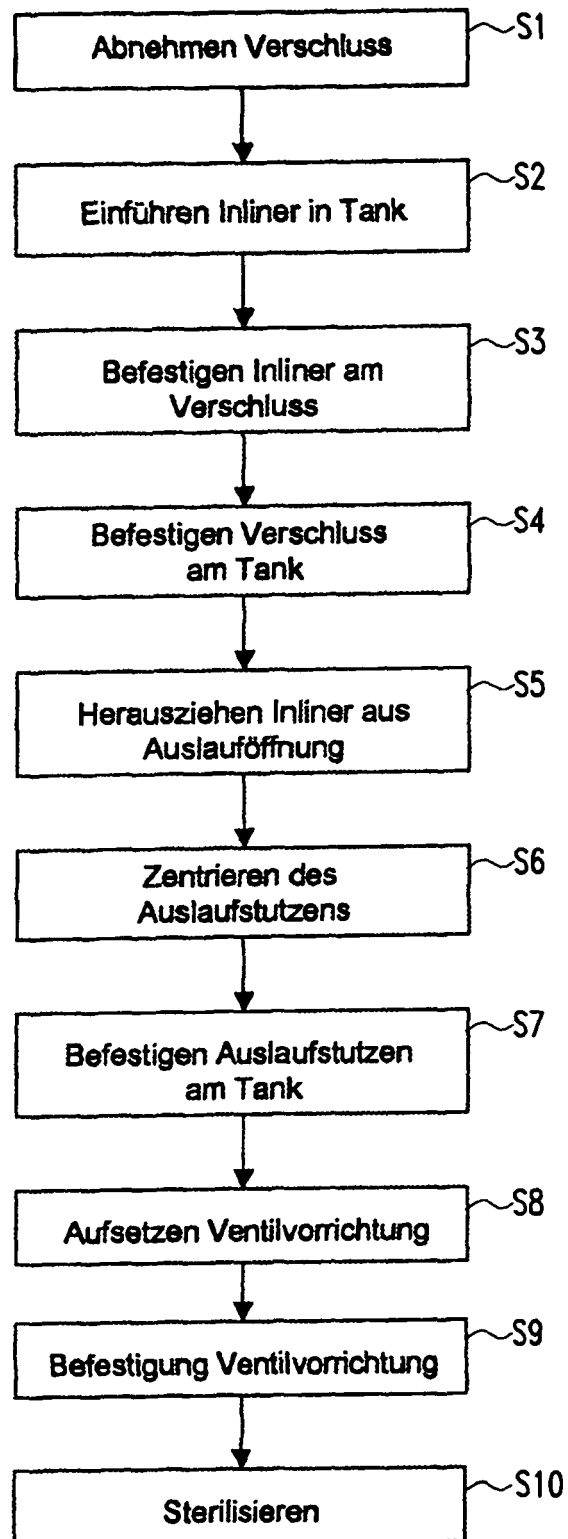 Abnehmen Verschluss
S1
Einführen Inliner in Tank
S2
Befestigen Inliner am
Verschluss
S3
Befestigen Verschluss
am Tank
S4
Herausziehen Inliner aus
Auslauföffnung
S5
Zentrieren des
Auslaufstutzens
S6
Befestigen Auslaufstutzen
am Tank
S7
Aufsetzen Ventilvorrichtung
S8
Befestigung Ventilvorrichtung
S9
Sterilisieren
S10